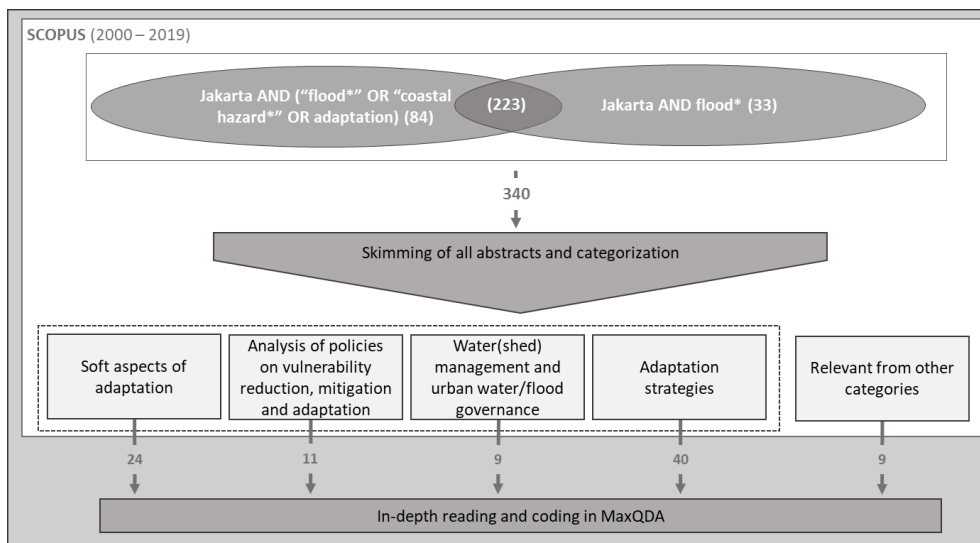 SCOPUS (2000 – 2019)
Jakarta AND (“flood*” OR “coastal
hazard*” OR adaptation) (84)
(223)
Jakarta AND flood* (33)
340
Skimming of all abstracts and categorization
Soft aspects of
adaptation
Analysis of policies
on vulnerability
reduction, mitigation
and adaptation
Water(shed)
management and
urban water/flood
governance
Adaptation
strategies
Relevant from other
categories
24
11
9
40
9
In-depth reading and coding in MaxQDA